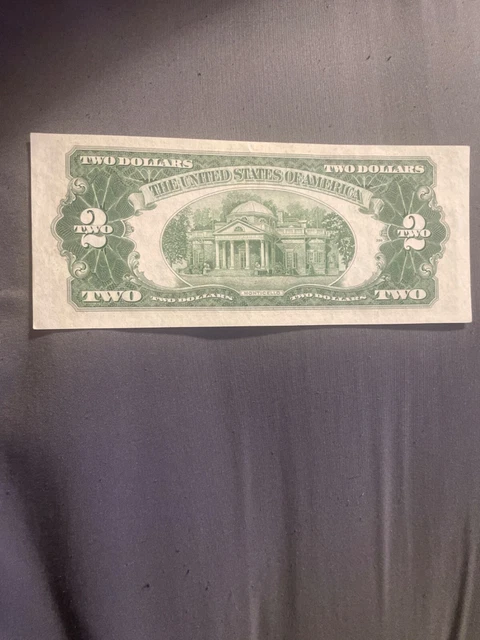 TWO DOLLARS TWO DOLLARS
THE UNITED STATES OF AMERICA
2 2
TWO TWO
MONTICELLO
TWO TWO DOLLARS TWO DOLLARS TWO